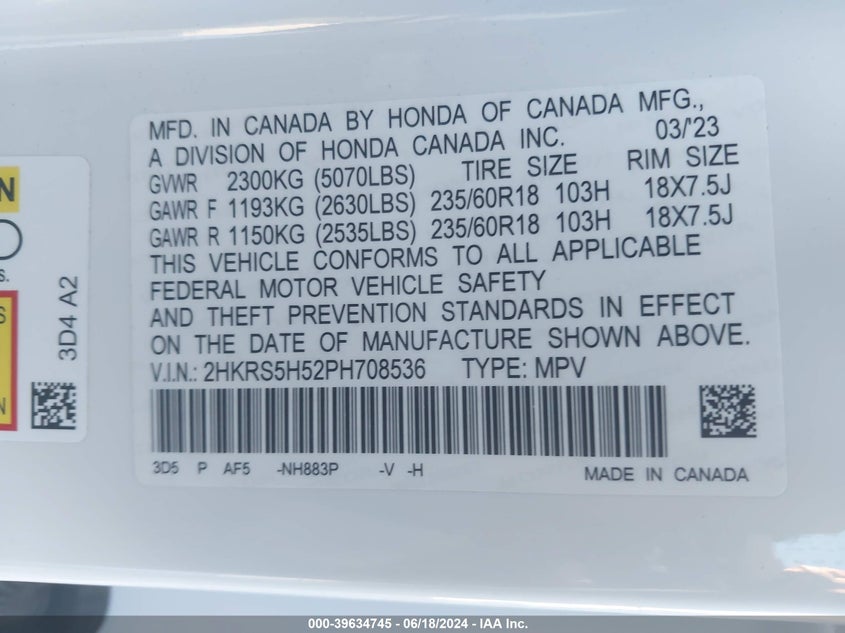 MFD. IN CANADA BY HONDA OF CANADA MFG.,
A DIVISION OF HONDA CANADA INC. 03/'23
GVWR 2300KG (5070LBS) TIRE SIZE RIM SIZE
GAWR F 1193KG (2630LBS) 235/60R18 103H 18X7.5J
GAWR R 1150KG (2535LBS) 235/60R18 103H 18X7.5J
THIS VEHICLE CONFORMS TO ALL APPLICABLE
FEDERAL MOTOR VEHICLE SAFETY
AND THEFT PREVENTION STANDARDS IN EFFECT
ON THE DATE OF MANUFACTURE SHOWN ABOVE.
V.I.N.: 2HKRS5H52PH708536 TYPE: MPV
3D5 P AF5 -NH883P -V -H MADE IN CANADA
3D4 A2
N
S.
S
N
000-39634745 - 06/18/2024 - IAA Inc.